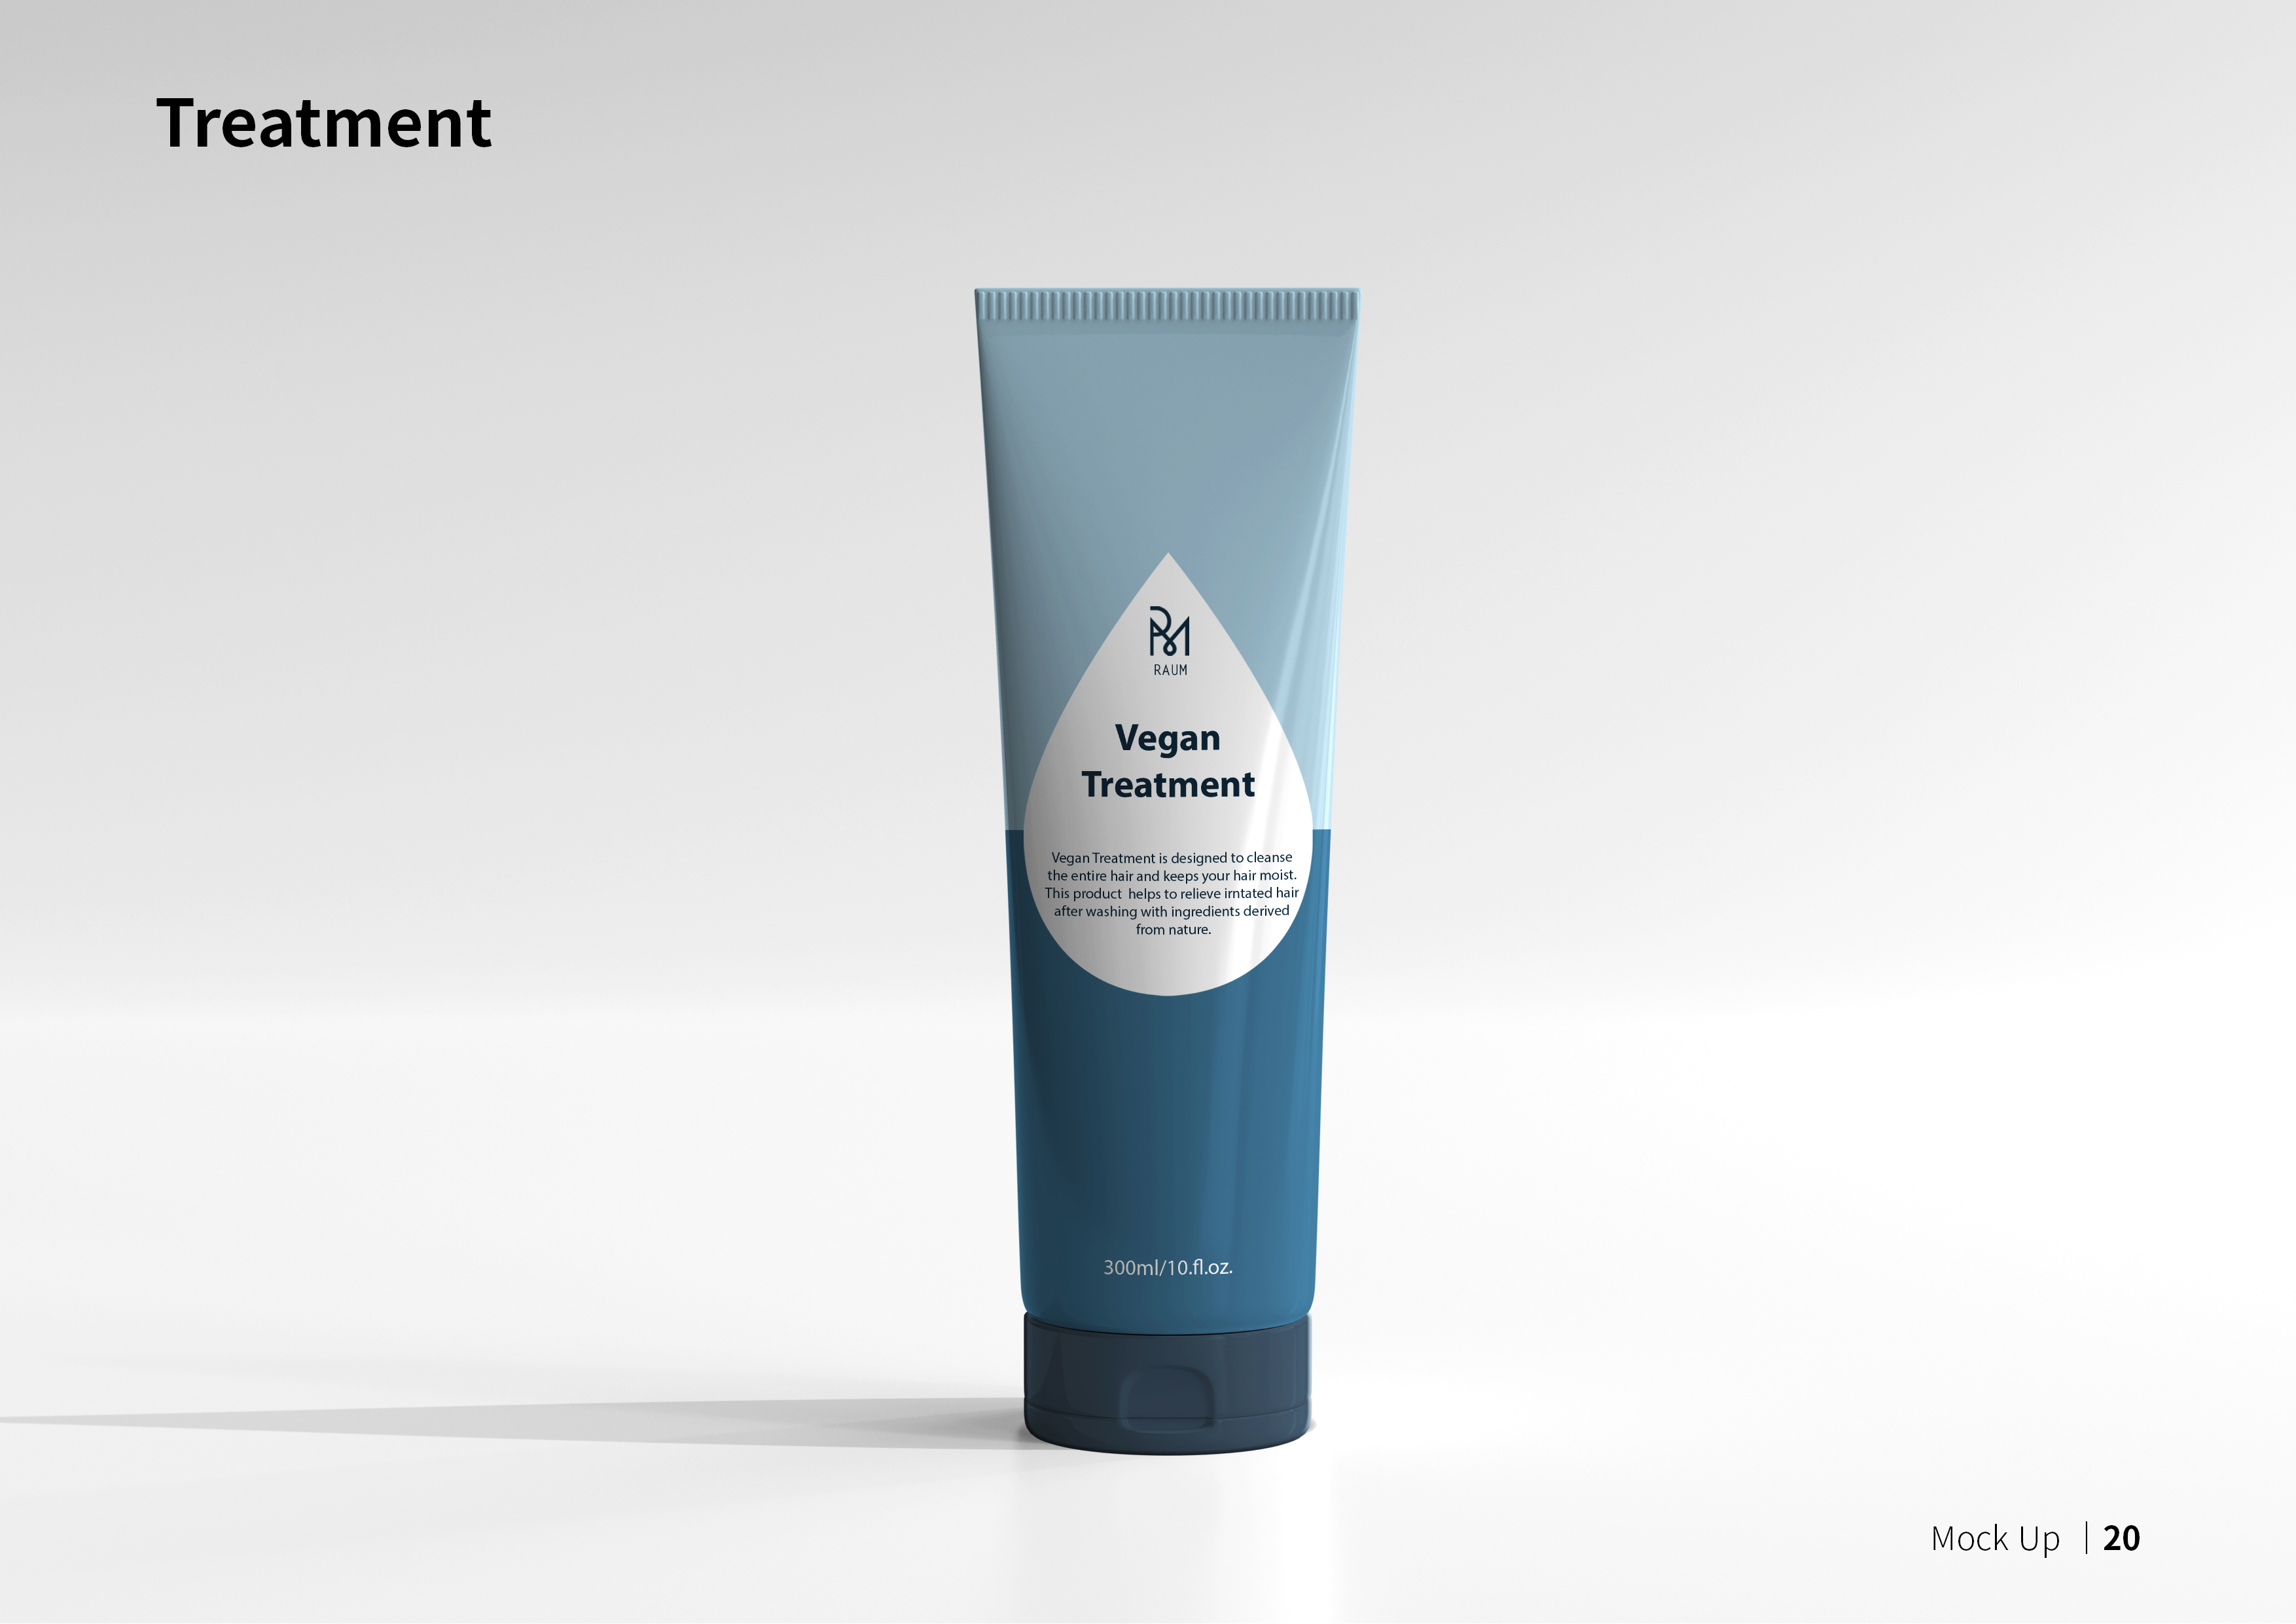 Treatment
RAUM
Vegan
Treatment
Vegan Treatment is designed to cleanse
the entire hair and keeps your hair moist.
This product  helps to relieve irntated hair
after washing with ingredients derived
from nature.
300ml/10.fl.oz.
Mock Up | 20